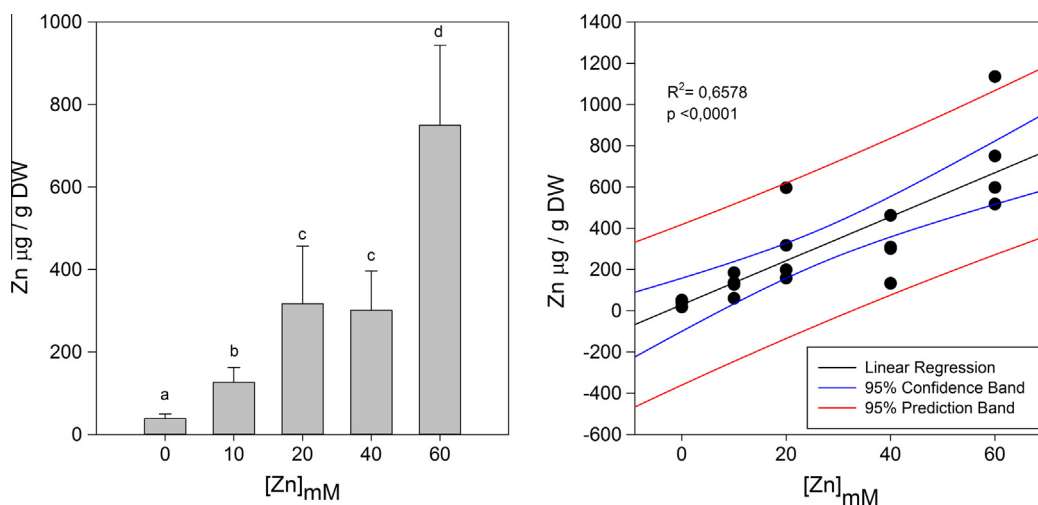 Zn µg / g DW
1000
800
600
400
200
0
a
b
c
c
d
0 10 20 40 60
[Zn]mM
Zn µg / g DW
1400
1200
1000
800
600
400
200
0
-200
-400
-600
R²= 0,6578
p <0,0001
Linear Regression
95% Confidence Band
95% Prediction Band
0 20 40 60
[Zn]mM